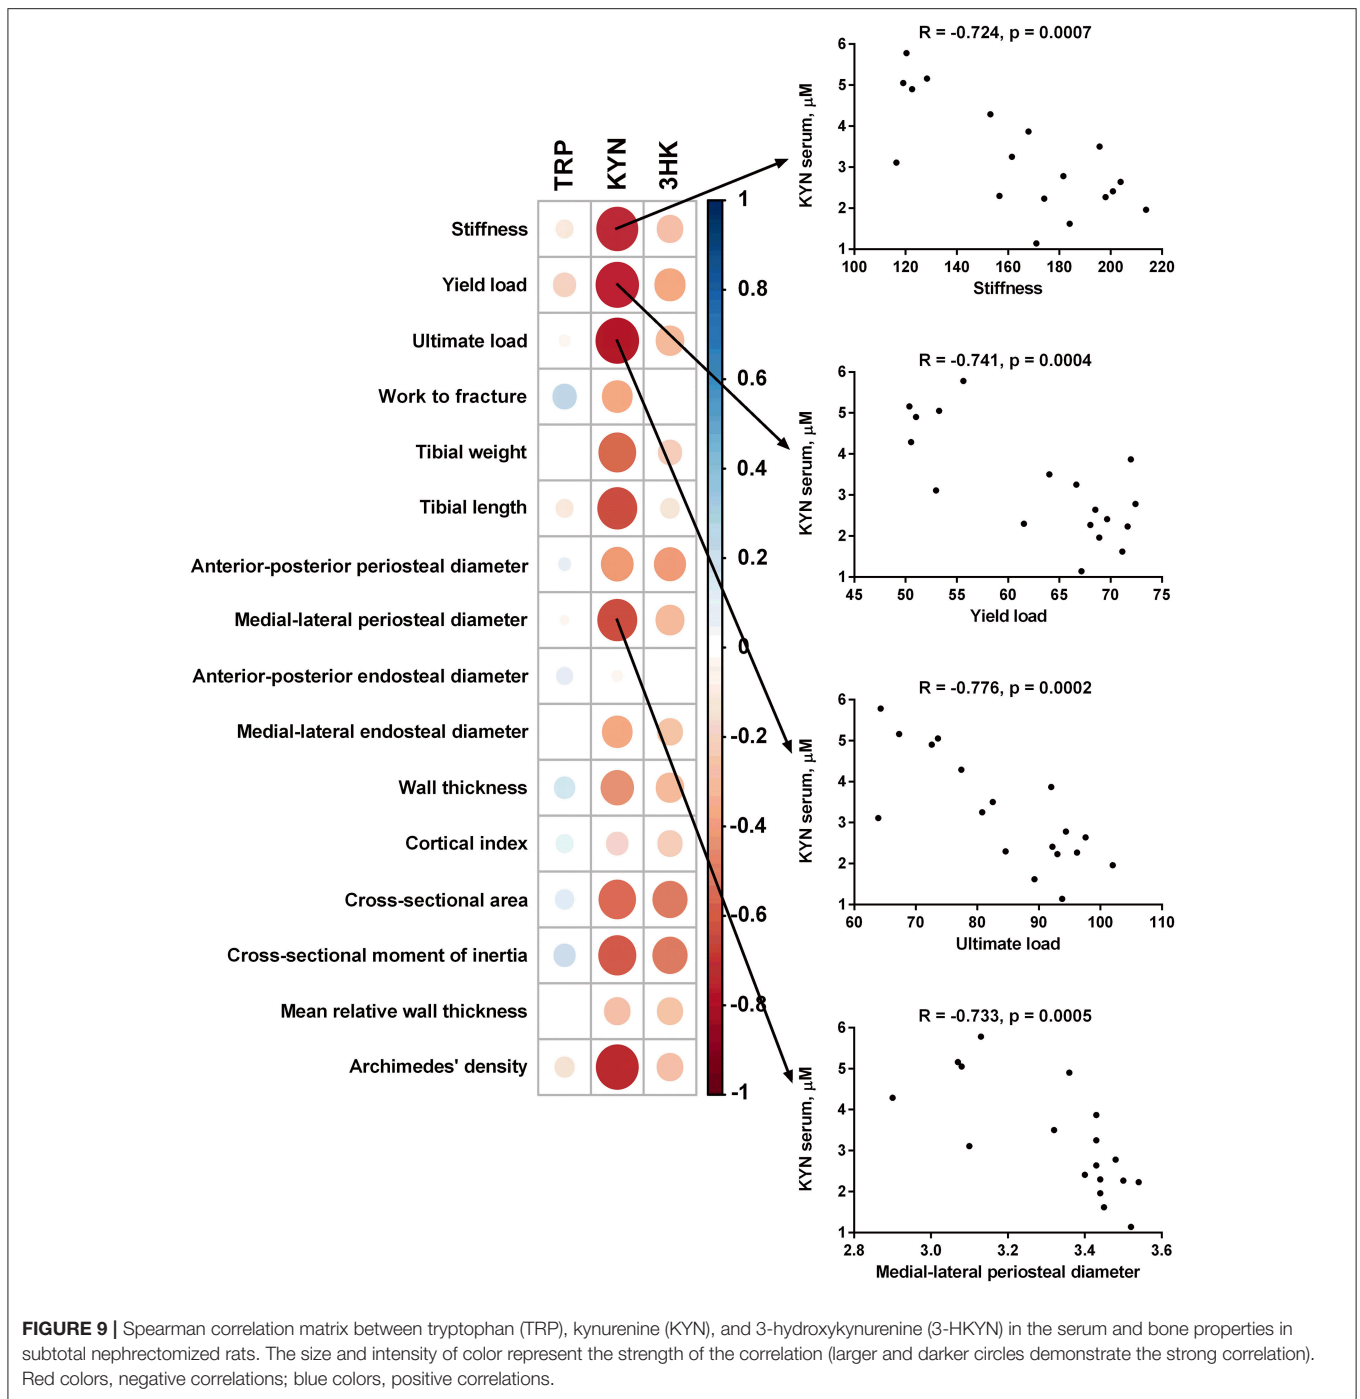 TRP
KYN
3HK
Stiffness
Yield load
Ultimate load
Work to fracture
Tibial weight
Tibial length
Anterior-posterior periosteal diameter
Medial-lateral periosteal diameter
Anterior-posterior endosteal diameter
Medial-lateral endosteal diameter
Wall thickness
Cortical index
Cross-sectional area
Cross-sectional moment of inertia
Mean relative wall thickness
Archimedes' density
1
0.8
0.6
0.4
0.2
0
-0.2
-0.4
-0.6
-0.8
-1
R = -0.724, p = 0.0007
KYN serum, µM
6
5
4
3
2
1
100 120 140 160 180 200 220
Stiffness
R = -0.741, p = 0.0004
KYN serum, µM
6
5
4
3
2
1
45 50 55 60 65 70 75
Yield load
R = -0.776, p = 0.0002
KYN serum, µM
6
5
4
3
2
1
60 70 80 90 100 110
Ultimate load
R = -0.733, p = 0.0005
KYN serum, µM
6
5
4
3
2
1
2.8 3.0 3.2 3.4 3.6
Medial-lateral periosteal diameter
FIGURE 9 | Spearman correlation matrix between tryptophan (TRP), kynurenine (KYN), and 3-hydroxykynurenine (3-HKYN) in the serum and bone properties in
subtotal nephrectomized rats. The size and intensity of color represent the strength of the correlation (larger and darker circles demonstrate the strong correlation).
Red colors, negative correlations; blue colors, positive correlations.